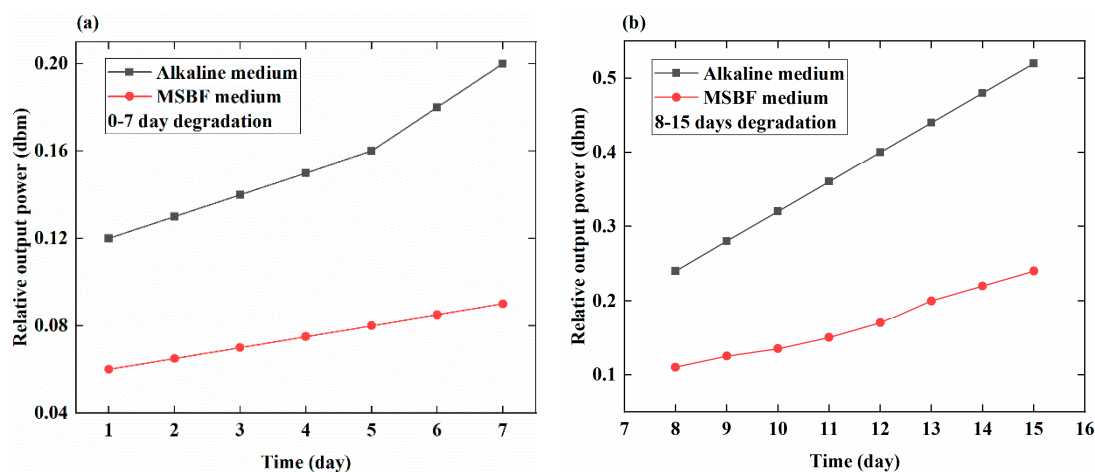 (a)
Relative output power (dbm)
0.20
0.16
0.12
0.08
0.04
Alkaline medium
MSBF medium
0-7 day degradation
1 2 3 4 5 6 7
Time (day)
(b)
Relative output power (dbm)
0.5
0.4
0.3
0.2
0.1
Alkaline medium
MSBF medium
8-15 days degradation
7 8 9 10 11 12 13 14 15 16
Time (day)